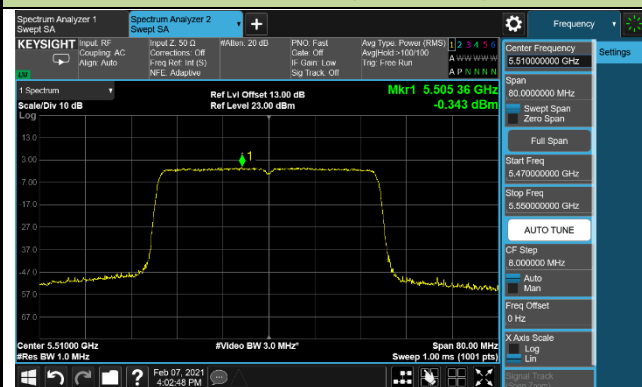 Spectrum Analyzer 1
Swept SA
Spectrum Analyzer 2
Swept SA
Frequency
KEYSIGHT
Input: RF
Coupling: AC
Align: Auto
Input Z: 50 Ω
Corrections: Off
Freq Ref: Int (S)
NFE: Adaptive
#Atten: 20 dB
PNO: Fast
Gate: Off
IF Gain: Low
Sig Track: Off
Avg Type: Power (RMS)
Avg|Hold:>100/100
Trig: Free Run
1 2 3 4 5 6
A W W W W W
A P N N N N
LM
1 Spectrum
Scale/Div 10 dB
Log
Ref Lvl Offset 13.00 dB
Ref Level 23.00 dBm
Mkr1 5.505 36 GHz
-0.343 dBm
1
13.0
3.00
-7.00
-17.0
-27.0
-37.0
-47.0
-57.0
-67.0
Center 5.51000 GHz
#Res BW 1.0 MHz
#Video BW 3.0 MHz*
Span 80.00 MHz
Sweep 1.00 ms (1001 pts)
Feb 07, 2021
4:02:48 PM
Center Frequency
5.510000000 GHz
Span
80.0000000 MHz
Swept Span
Zero Span
Full Span
Start Freq
5.470000000 GHz
Stop Freq
5.550000000 GHz
AUTO TUNE
CF Step
8.000000 MHz
Auto
Man
Freq Offset
0 Hz
X Axis Scale
Log
Lin
Signal Track
(Span Zoom)
Settings